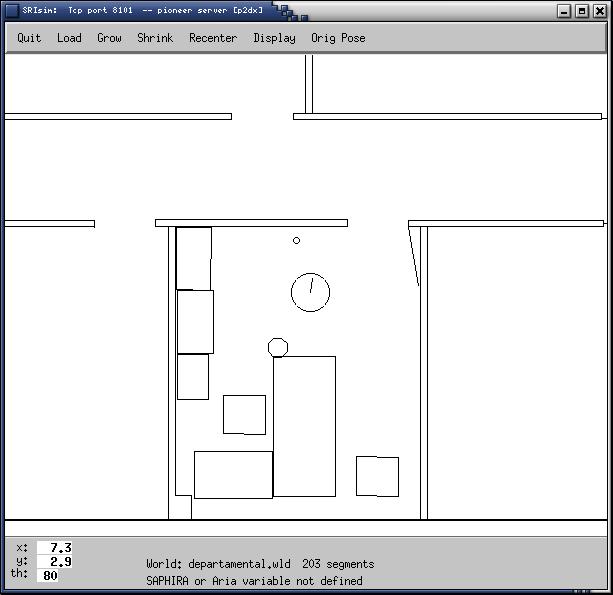 SRIsim: Tcp port 8101 -- pioneer server [p2dx]
Quit Load Grow Shrink Recenter Display Orig Pose
x: 7.3
y: 2.9
th: 80
World: departamental.wld 203 segments
SAPHIRA or Aria variable not defined